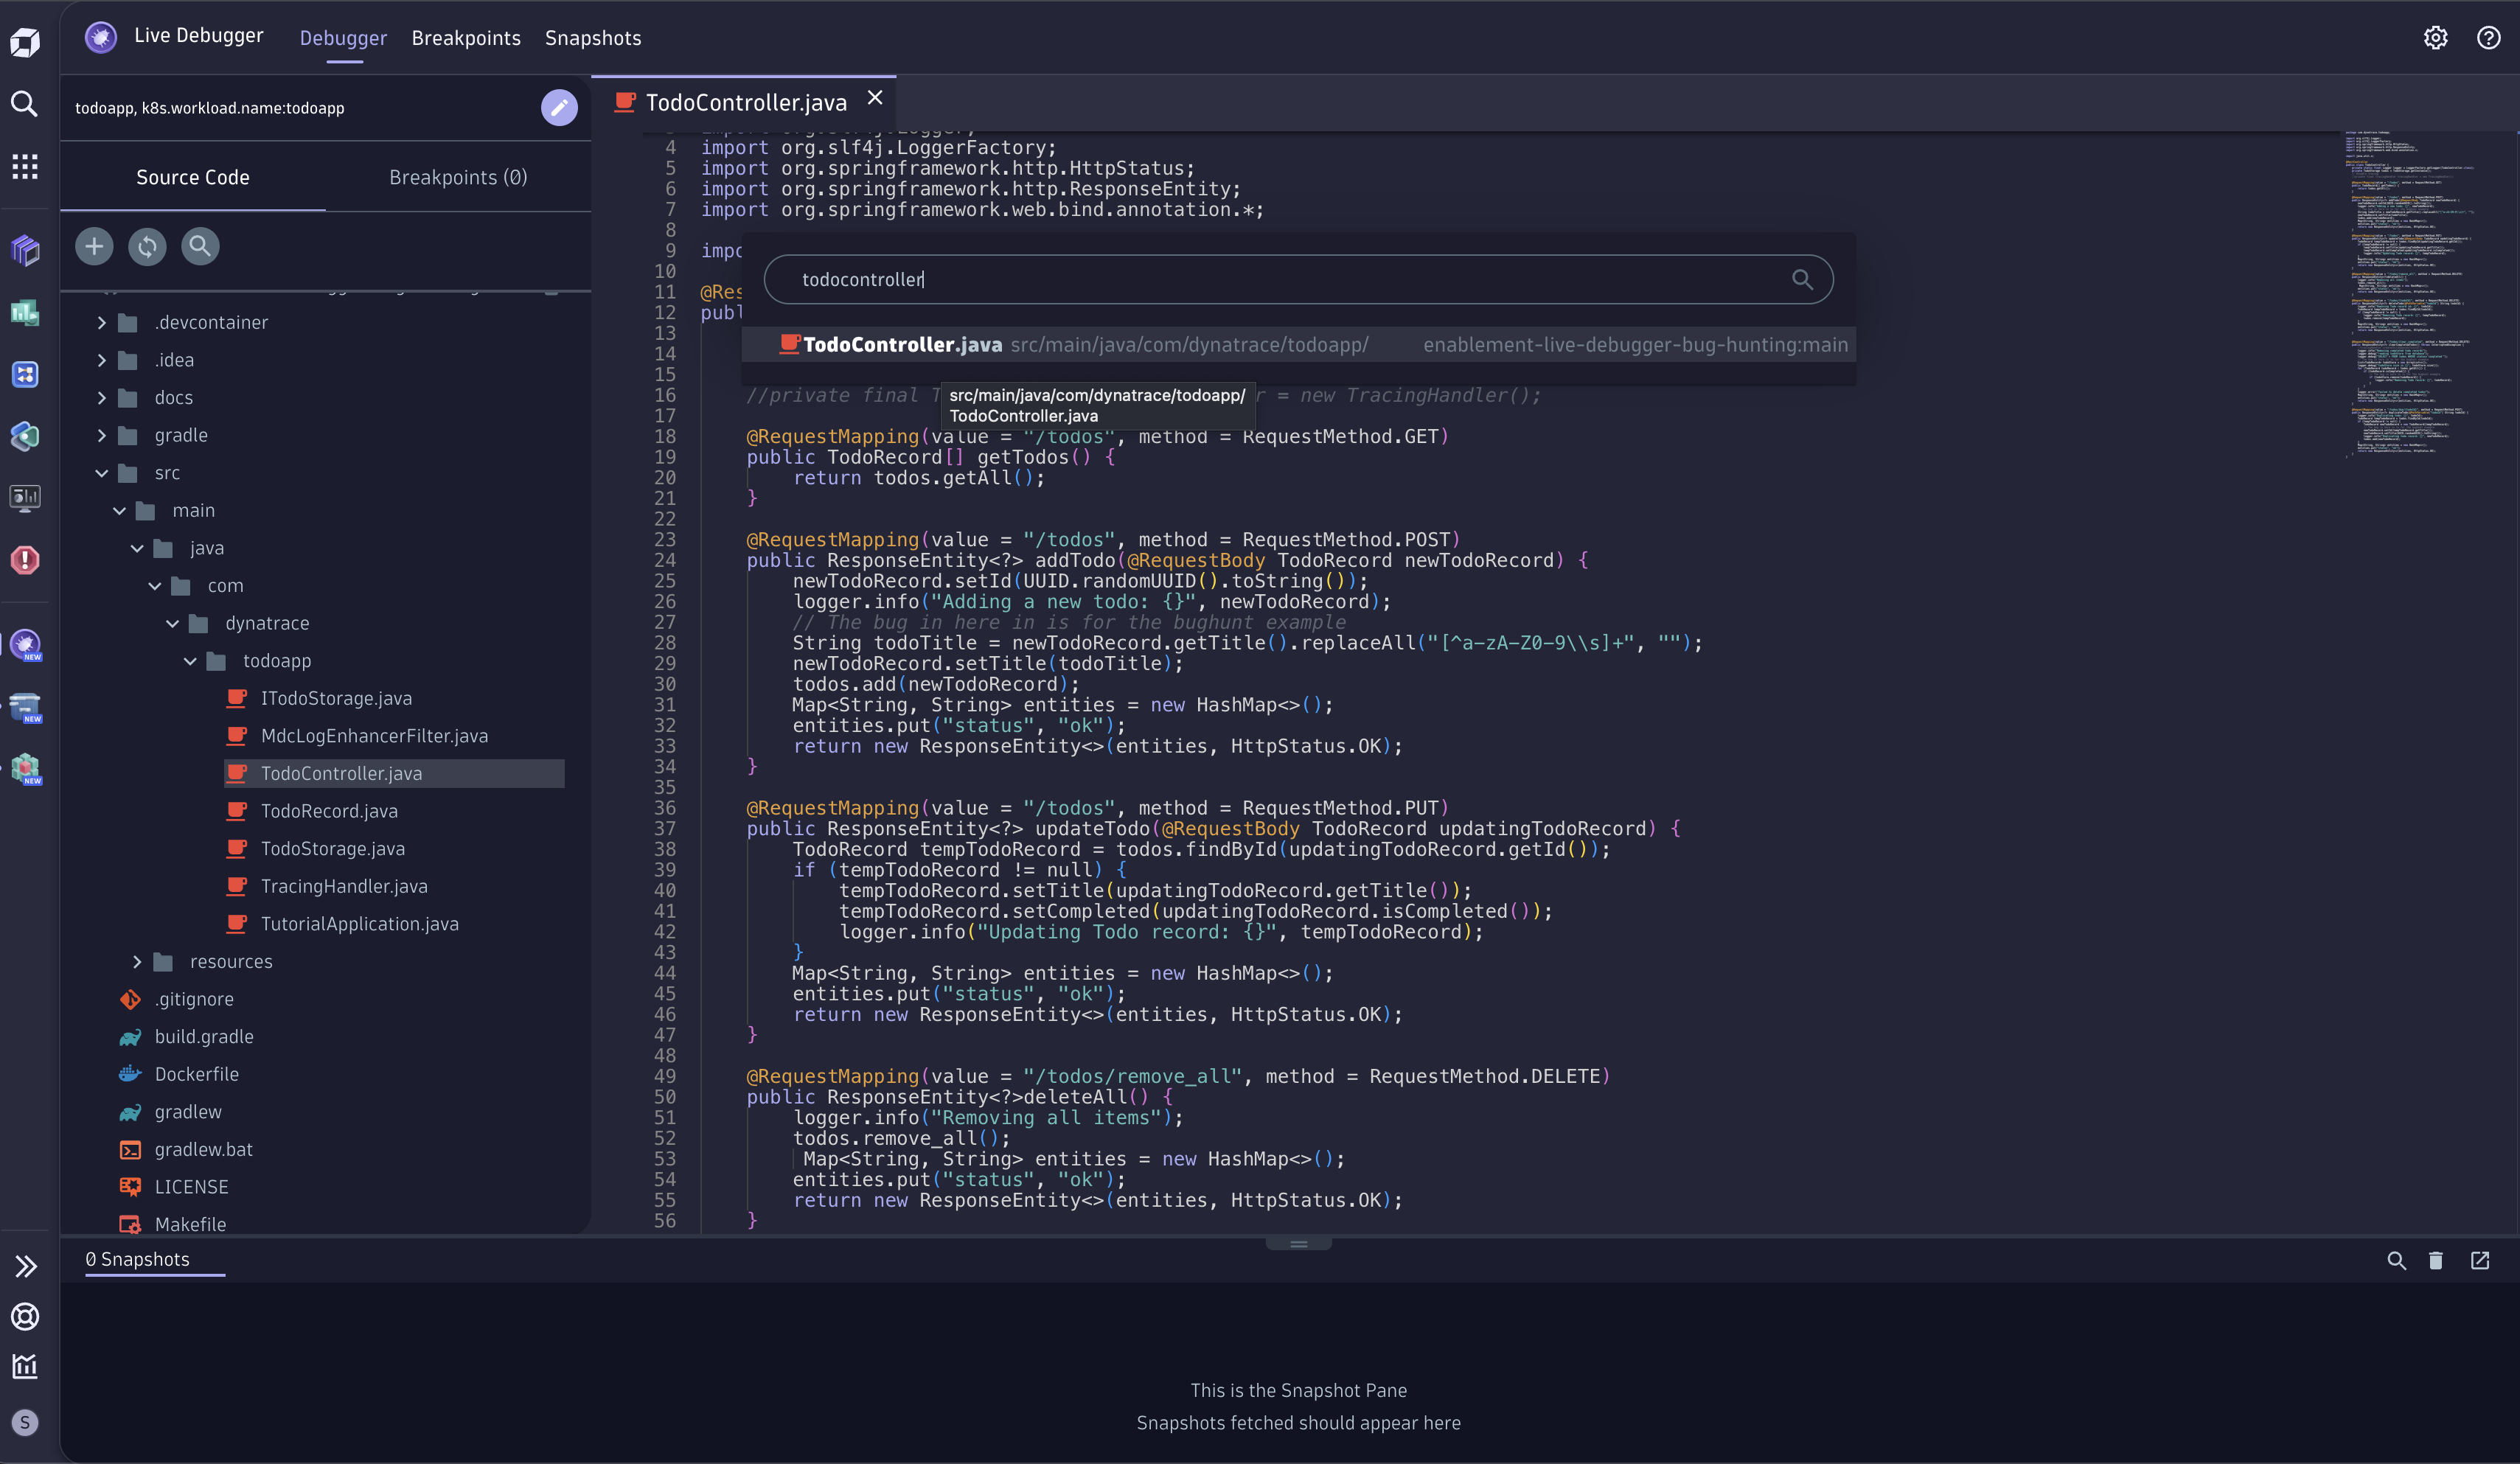 Live Debugger
Debugger
Breakpoints
Snapshots
todoapp, k8s.workload.name:todoapp
Source Code
Breakpoints (0)
.devcontainer
.idea
docs
gradle
src
main
java
com
dynatrace
todoapp
ITodoStorage.java
MdcLogEnhancerFilter.java
TodoController.java
TodoRecord.java
TodoStorage.java
TracingHandler.java
TutorialApplication.java
resources
.gitignore
build.gradle
Dockerfile
gradlew
gradlew.bat
LICENSE
Makefile
NEW
NEW
NEW
S
TodoController.java
4 import org.slf4j.LoggerFactory;
5 import org.springframework.http.HttpStatus;
6 import org.springframework.http.ResponseEntity;
7 import org.springframework.web.bind.annotation.*;
8
9 impo
10
11 @Res
12 publ
13
14
15
16 //private final T r = new TracingHandler();
17
18 @RequestMapping(value = "/todos", method = RequestMethod.GET)
19 public TodoRecord[] getTodos() {
20 return todos.getAll();
21 }
22
23 @RequestMapping(value = "/todos", method = RequestMethod.POST)
24 public ResponseEntity<?> addTodo(@RequestBody TodoRecord newTodoRecord) {
25 newTodoRecord.setId(UUID.randomUUID().toString());
26 logger.info("Adding a new todo: {}", newTodoRecord);
27 // The bug in here in is for the bughunt example
28 String todoTitle = newTodoRecord.getTitle().replaceAll("[^a-zA-Z0-9\\s]+", "");
29 newTodoRecord.setTitle(todoTitle);
30 todos.add(newTodoRecord);
31 Map<String, String> entities = new HashMap<>();
32 entities.put("status", "ok");
33 return new ResponseEntity<>(entities, HttpStatus.OK);
34 }
35
36 @RequestMapping(value = "/todos", method = RequestMethod.PUT)
37 public ResponseEntity<?> updateTodo(@RequestBody TodoRecord updatingTodoRecord) {
38 TodoRecord tempTodoRecord = todos.findById(updatingTodoRecord.getId());
39 if (tempTodoRecord != null) {
40 tempTodoRecord.setTitle(updatingTodoRecord.getTitle());
41 tempTodoRecord.setCompleted(updatingTodoRecord.isCompleted());
42 logger.info("Updating Todo record: {}", tempTodoRecord);
43 }
44 Map<String, String> entities = new HashMap<>();
45 entities.put("status", "ok");
46 return new ResponseEntity<>(entities, HttpStatus.OK);
47 }
48
49 @RequestMapping(value = "/todos/remove_all", method = RequestMethod.DELETE)
50 public ResponseEntity<?>deleteAll() {
51 logger.info("Removing all items");
52 todos.remove_all();
53 Map<String, String> entities = new HashMap<>();
54 entities.put("status", "ok");
55 return new ResponseEntity<>(entities, HttpStatus.OK);
56 }
todocontroller
TodoController.java src/main/java/com/dynatrace/todoapp/ enablement-live-debugger-bug-hunting:main
src/main/java/com/dynatrace/todoapp/
TodoController.java
0 Snapshots
This is the Snapshot Pane
Snapshots fetched should appear here